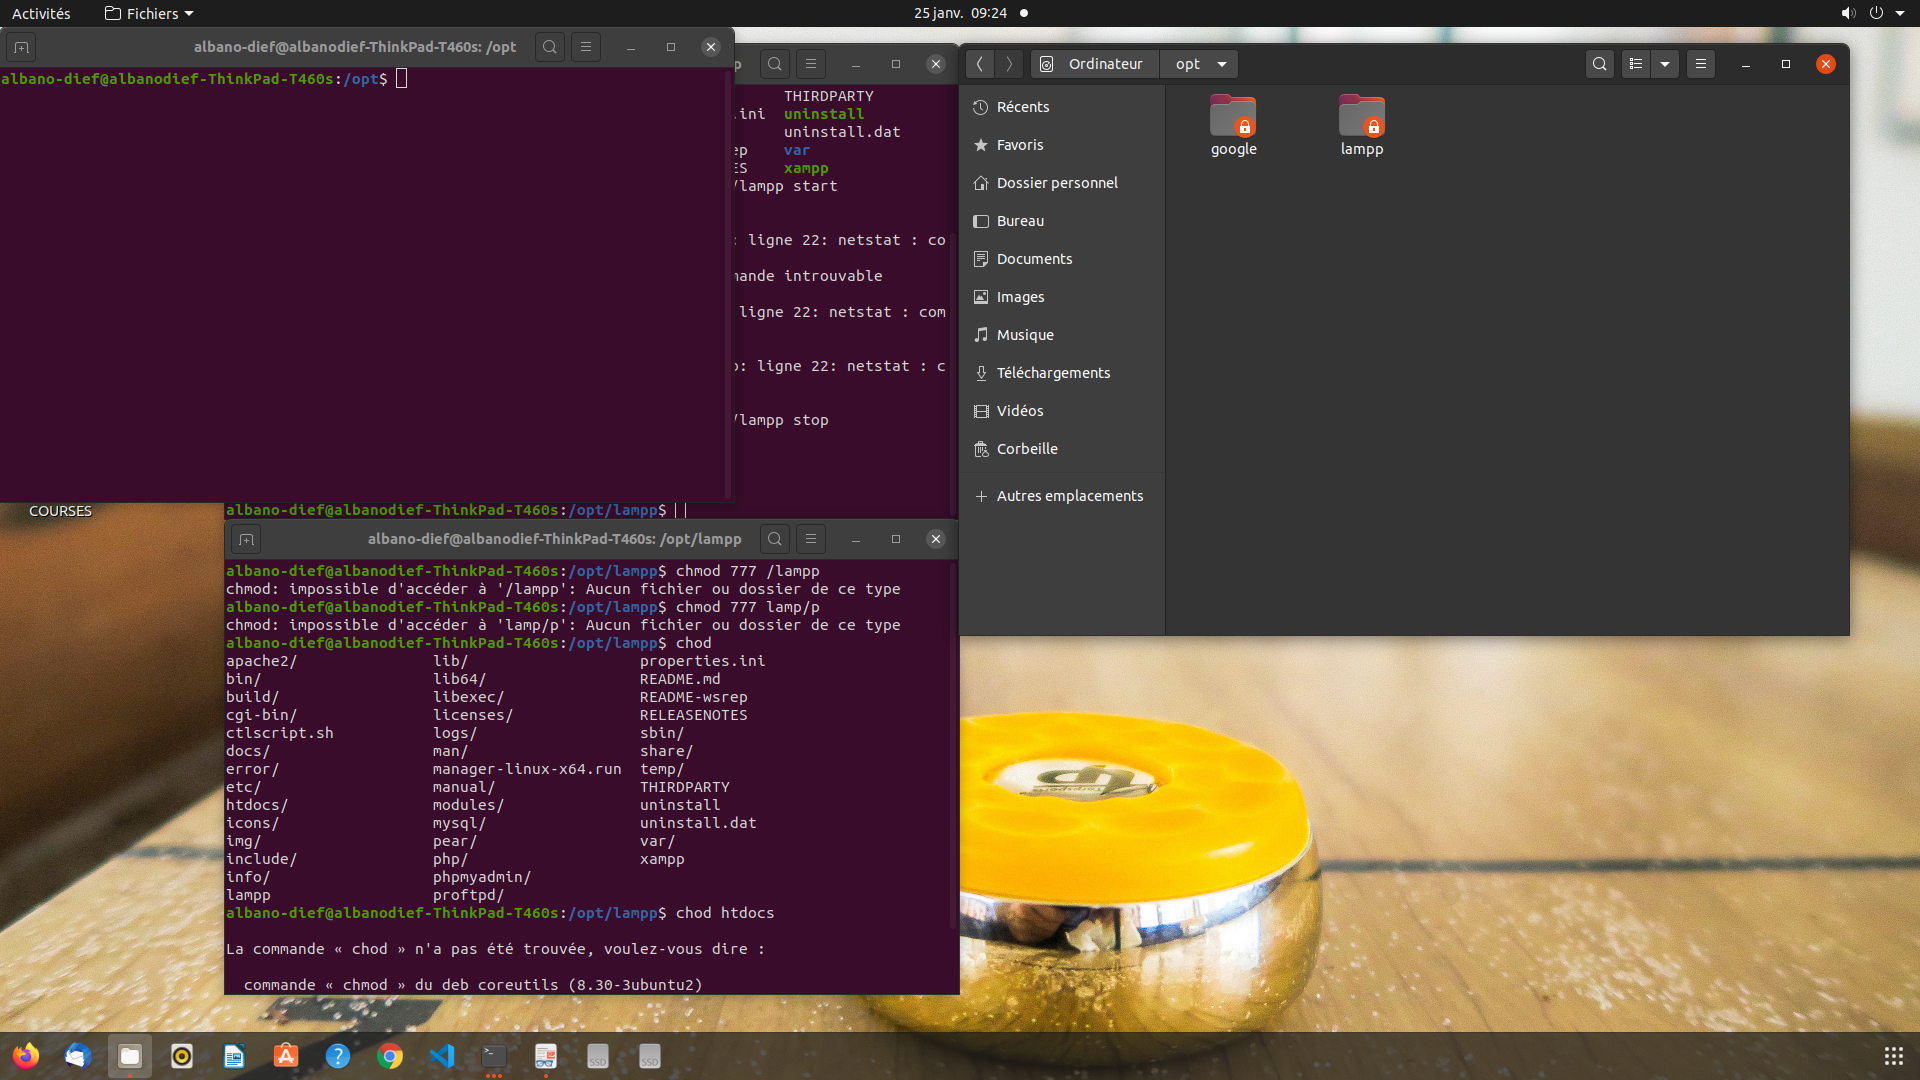 Activités
Fichiers
25 janv. 09:24
albano-dief@albanodief-ThinkPad-T460s: /opt
albano-dief@albanodief-ThinkPad-T460s:/opt$
p
THIRDPARTY
.ini uninstall
uninstall.dat
ep var
ES xampp
/lampp start
: ligne 22: netstat : co
mande introuvable
ligne 22: netstat : com
p: ligne 22: netstat : c
/lampp stop
albano-dief@albanodief-ThinkPad-T460s:/opt/lampp$
COURSES
albano-dief@albanodief-ThinkPad-T460s: /opt/lampp
albano-dief@albanodief-ThinkPad-T460s:/opt/lampp$ chmod 777 /lampp
chmod: impossible d'accéder à '/lampp': Aucun fichier ou dossier de ce type
albano-dief@albanodief-ThinkPad-T460s:/opt/lampp$ chmod 777 lamp/p
chmod: impossible d'accéder à 'lamp/p': Aucun fichier ou dossier de ce type
albano-dief@albanodief-ThinkPad-T460s:/opt/lampp$ chod
apache2/ lib/ properties.ini
bin/ lib64/ README.md
build/ libexec/ README-wsrep
cgi-bin/ licenses/ RELEASENOTES
ctlscript.sh logs/ sbin/
docs/ man/ share/
error/ manager-linux-x64.run temp/
etc/ manual/ THIRDPARTY
htdocs/ modules/ uninstall
icons/ mysql/ uninstall.dat
img/ pear/ var/
include/ php/ xampp
info/ phpmyadmin/
lampp proftpd/
albano-dief@albanodief-ThinkPad-T460s:/opt/lampp$ chod htdocs
La commande « chod » n'a pas été trouvée, voulez-vous dire :
commande « chmod » du deb coreutils (8.30-3ubuntu2)
Ordinateur
opt
Récents
Favoris
Dossier personnel
Bureau
Documents
Images
Musique
Téléchargements
Vidéos
Corbeille
Autres emplacements
google
lampp
SSD
SSD